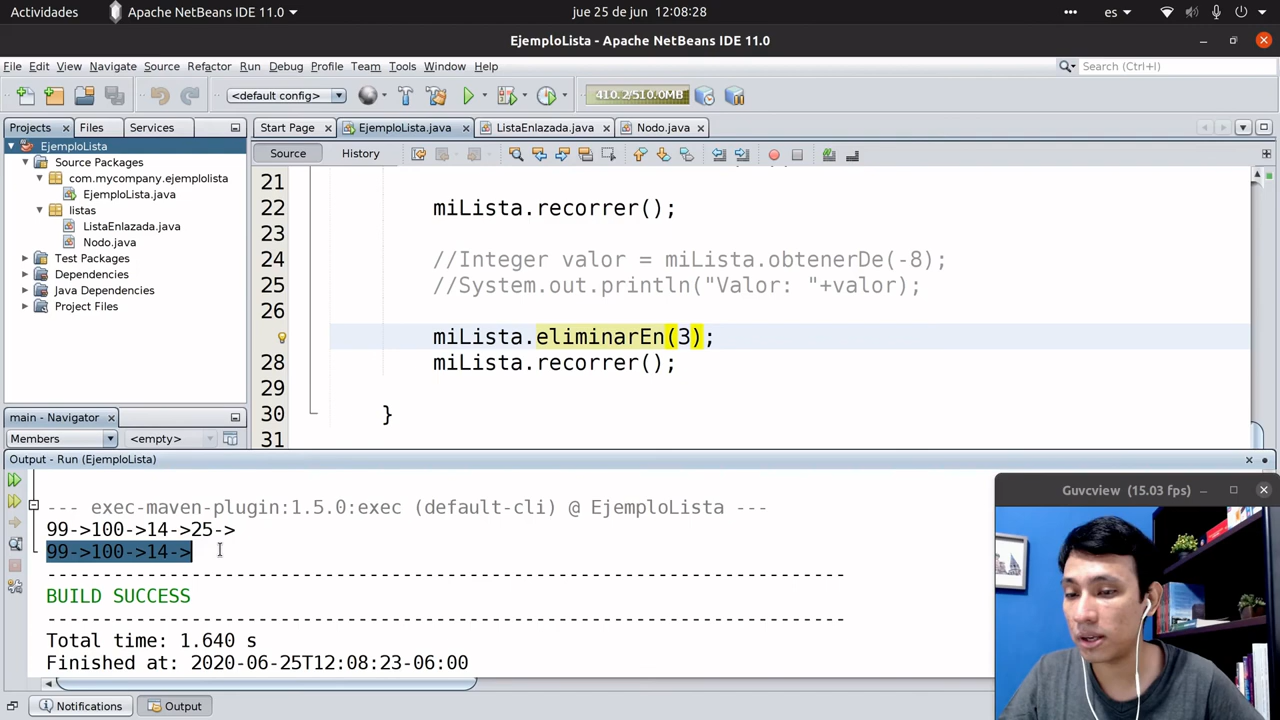 Actividades Apache NetBeans IDE 11.0 jue 25 de jun 12:08:28 es
EjemploLista - Apache NetBeans IDE 11.0
File Edit View Navigate Source Refactor Run Debug Profile Team Tools Window Help Search (Ctrl+I)
<default config> 410.2/510.0MB
Projects Files Services Start Page EjemploLista.java ListaEnlazada.java Nodo.java
EjemploLista
Source Packages
com.mycompany.ejemplolista
EjemploLista.java
listas
ListaEnlazada.java
Nodo.java
Test Packages
Dependencies
Java Dependencies
Project Files
main - Navigator
Members <empty>
Source History
21
22 miLista.recorrer();
23
24 //Integer valor = miLista.obtenerDe(-8);
25 //System.out.println("Valor: "+valor);
26
miLista.eliminarEn(3);
28 miLista.recorrer();
29
30 }
31
Output - Run (EjemploLista)
--- exec-maven-plugin:1.5.0:exec (default-cli) @ EjemploLista ---
99->100->14->25->
99->100->14->
------------------------------------------------------------------------
BUILD SUCCESS
------------------------------------------------------------------------
Total time: 1.640 s
Finished at: 2020-06-25T12:08:23-06:00
Guvcview (15.03 fps)
Notifications Output